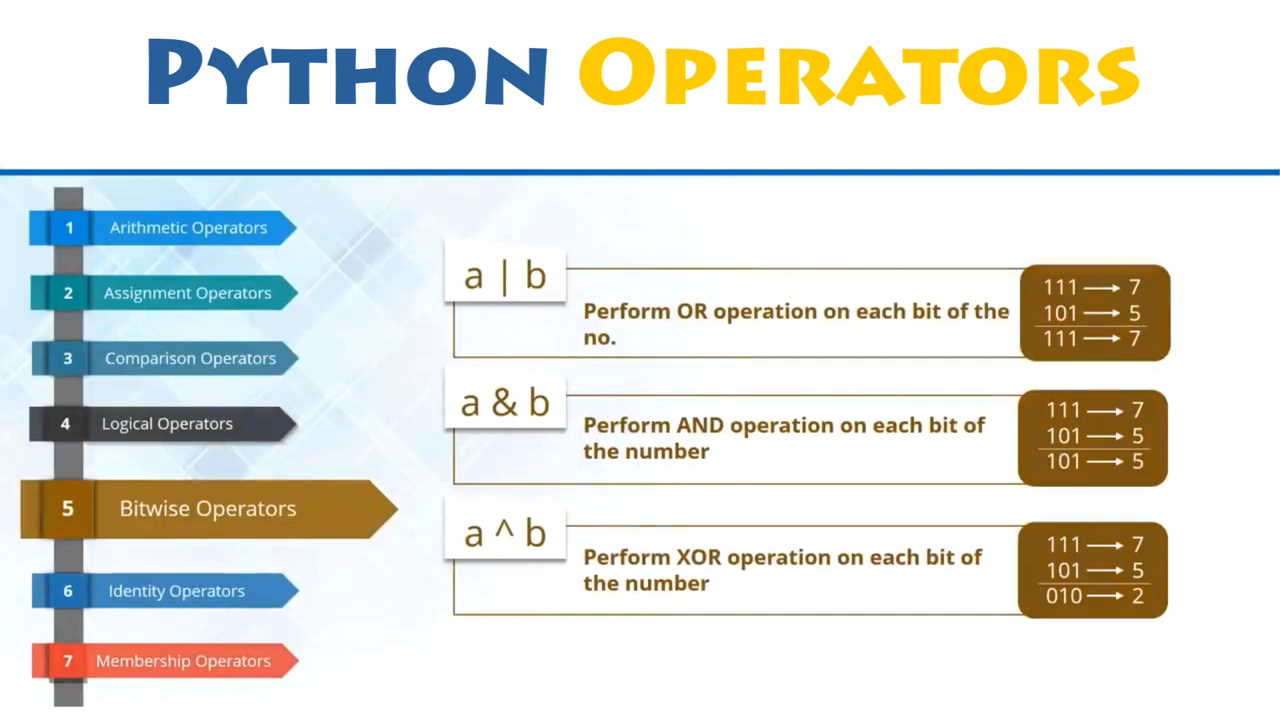 PYTHON OPERATORS
1 Arithmetic Operators
2 Assignment Operators
3 Comparison Operators
4 Logical Operators
5 Bitwise Operators
6 Identity Operators
7 Membership Operators
a | b
Perform OR operation on each bit of the
no.
111 → 7
101 → 5
111 → 7
a & b
Perform AND operation on each bit of
the number
111 → 7
101 → 5
101 → 5
a ^ b
Perform XOR operation on each bit of
the number
111 → 7
101 → 5
010 → 2